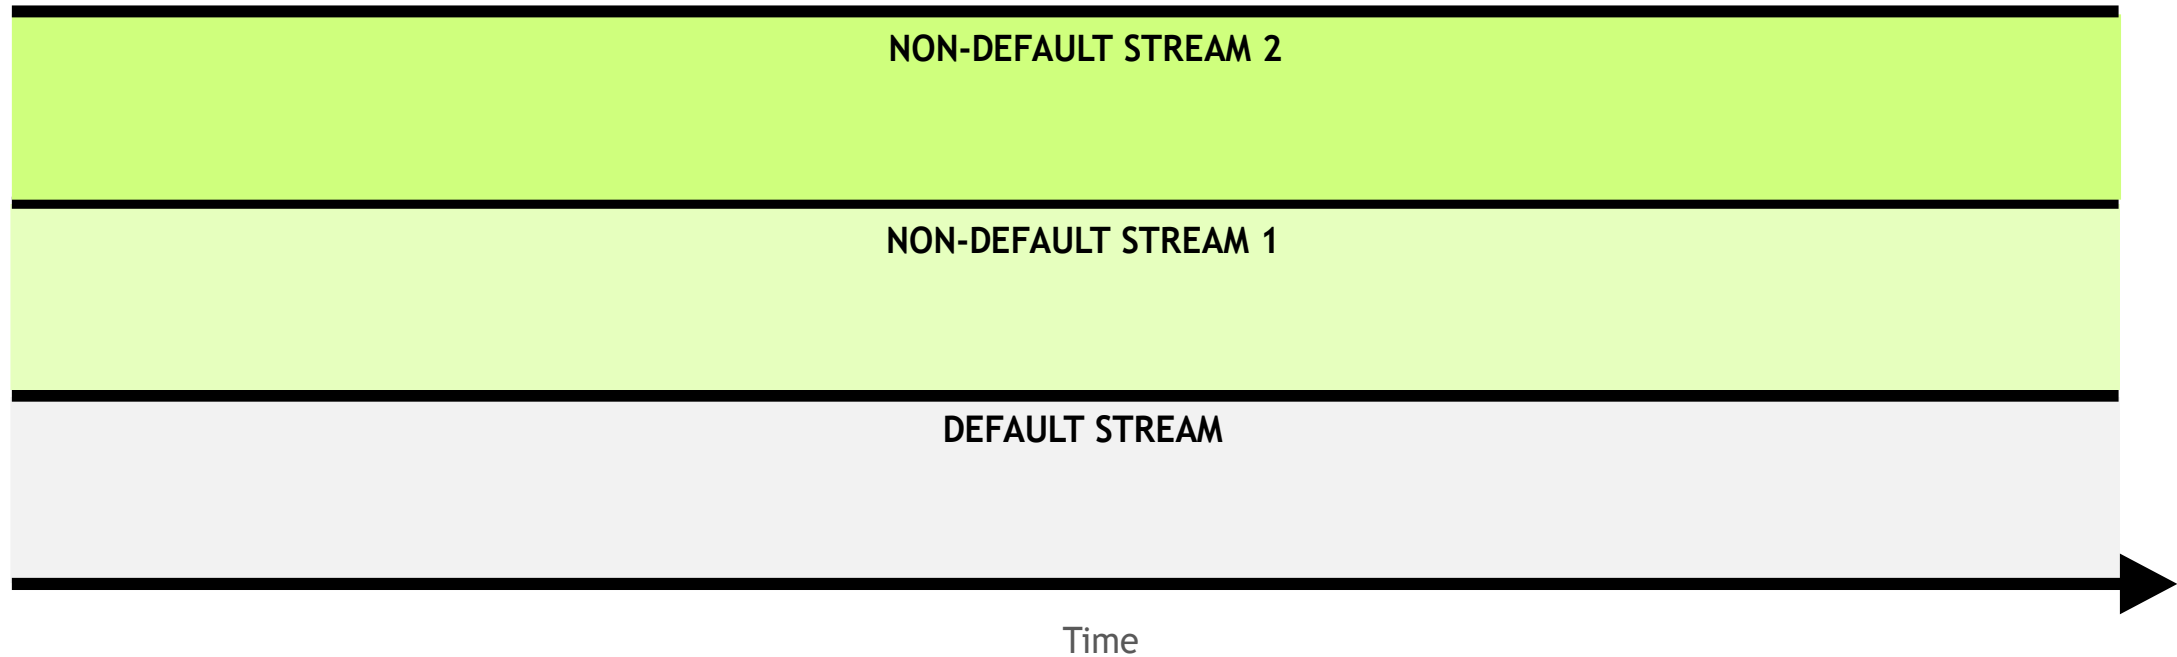 NON-DEFAULT STREAM 2
NON-DEFAULT STREAM 1
DEFAULT STREAM
Time